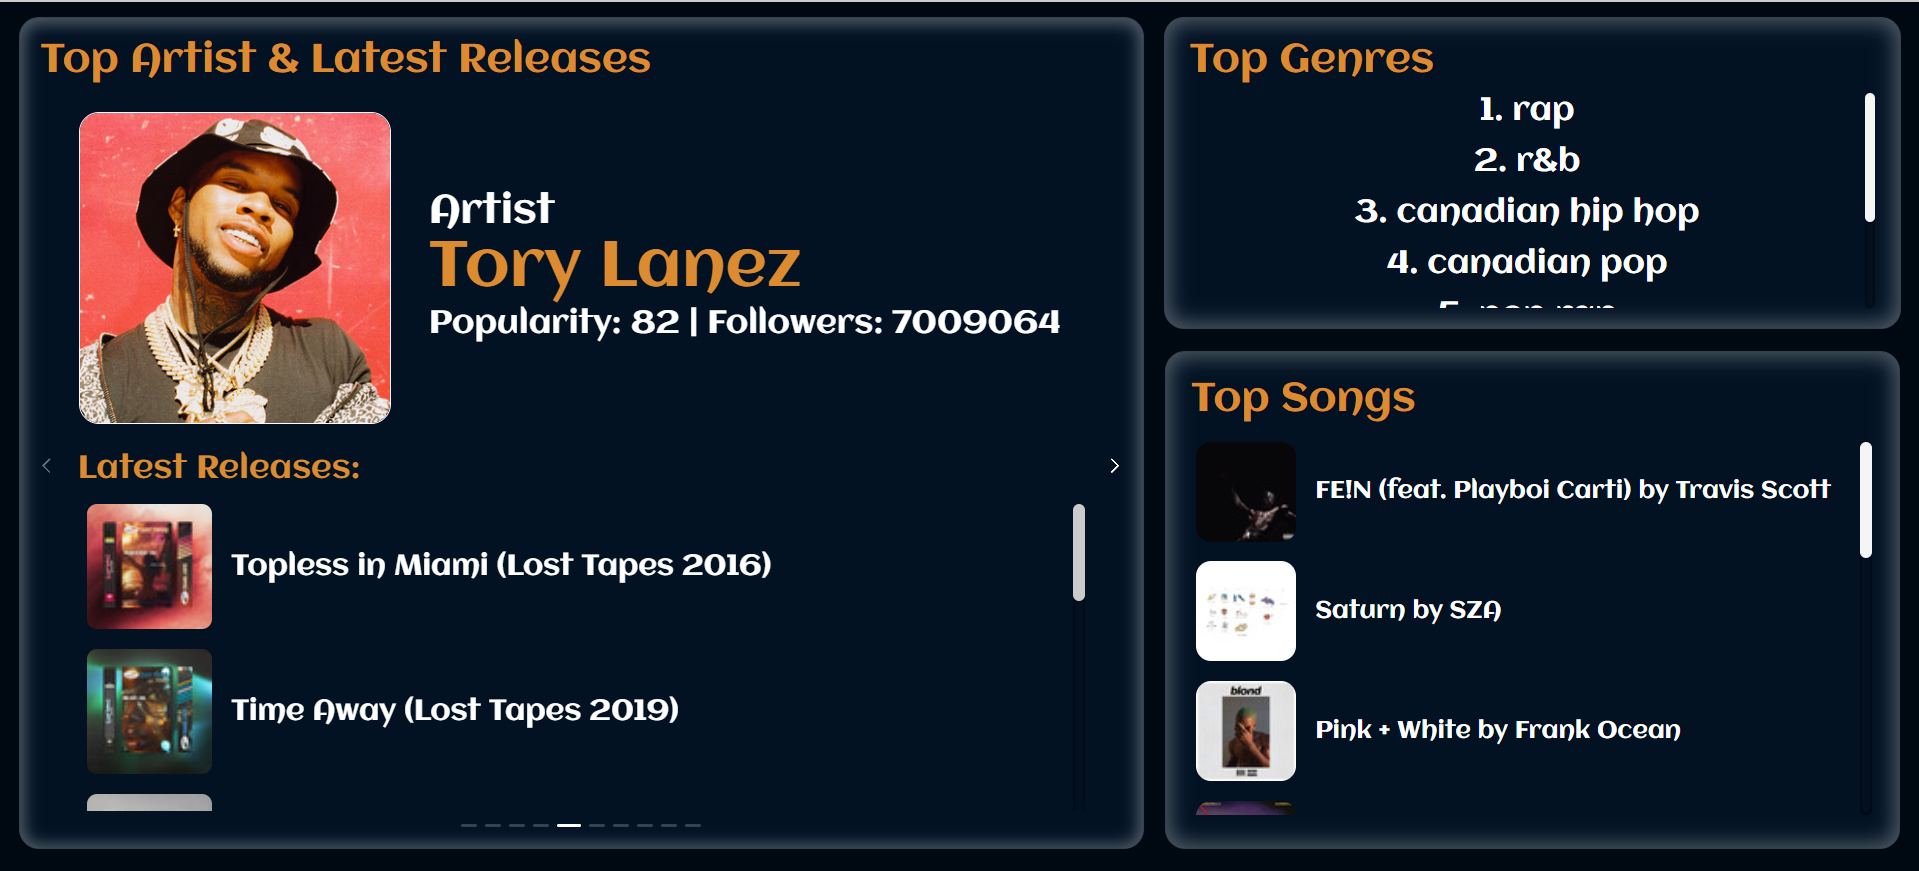 Top Artist & Latest Releases
Artist
Tory Lanez
Popularity: 82 | Followers: 7009064
Latest Releases:
Topless in Miami (Lost Tapes 2016)
Time Away (Lost Tapes 2019)
Top Genres
1. rap
2. r&b
3. canadian hip hop
4. canadian pop
Top Songs
FE!N (feat. Playboi Carti) by Travis Scott
Saturn by SZA
blond
Pink + White by Frank Ocean